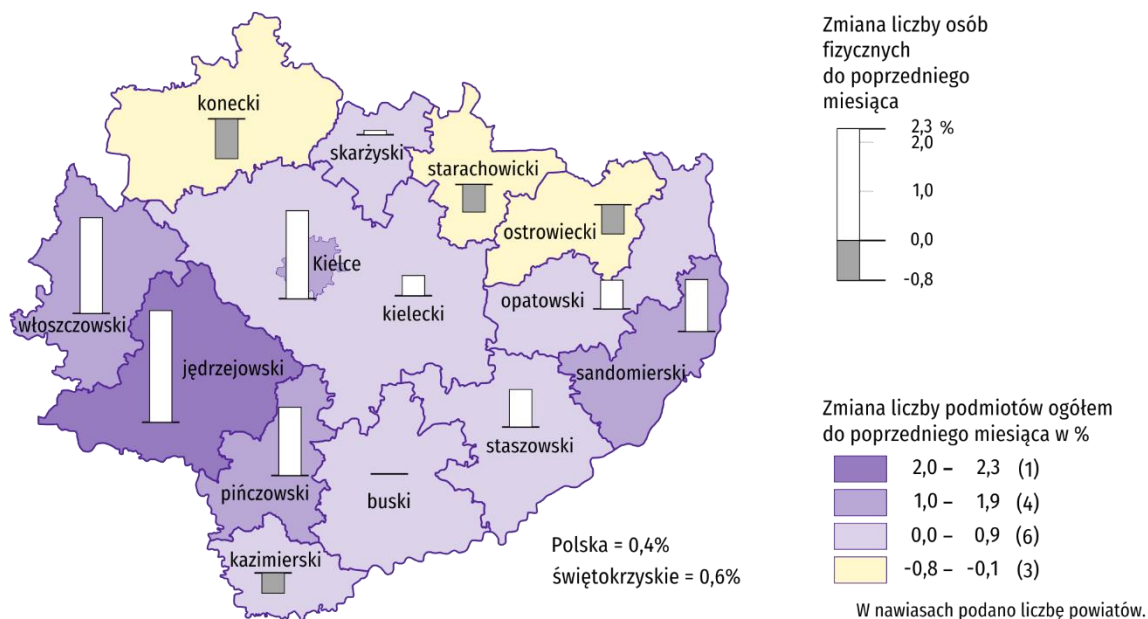 konecki
skarżyski
starachowicki
ostrowiecki
Kielce
kielecki
opatowski
włoszczowski
jędrzejowski
sandomierski
staszowski
pińczowski
buski
kazimierski
Polska = 0,4%
świętokrzyskie = 0,6%
Zmiana liczby osób
fizycznych
do poprzedniego
miesiąca
2,3 %
2,0
1,0
0,0
-0,8
Zmiana liczby podmiotów ogółem
do poprzedniego miesiąca w %
2,0 – 2,3 (1)
1,0 – 1,9 (4)
0,0 – 0,9 (6)
-0,8 – -0,1 (3)
W nawiasach podano liczbę powiatów.